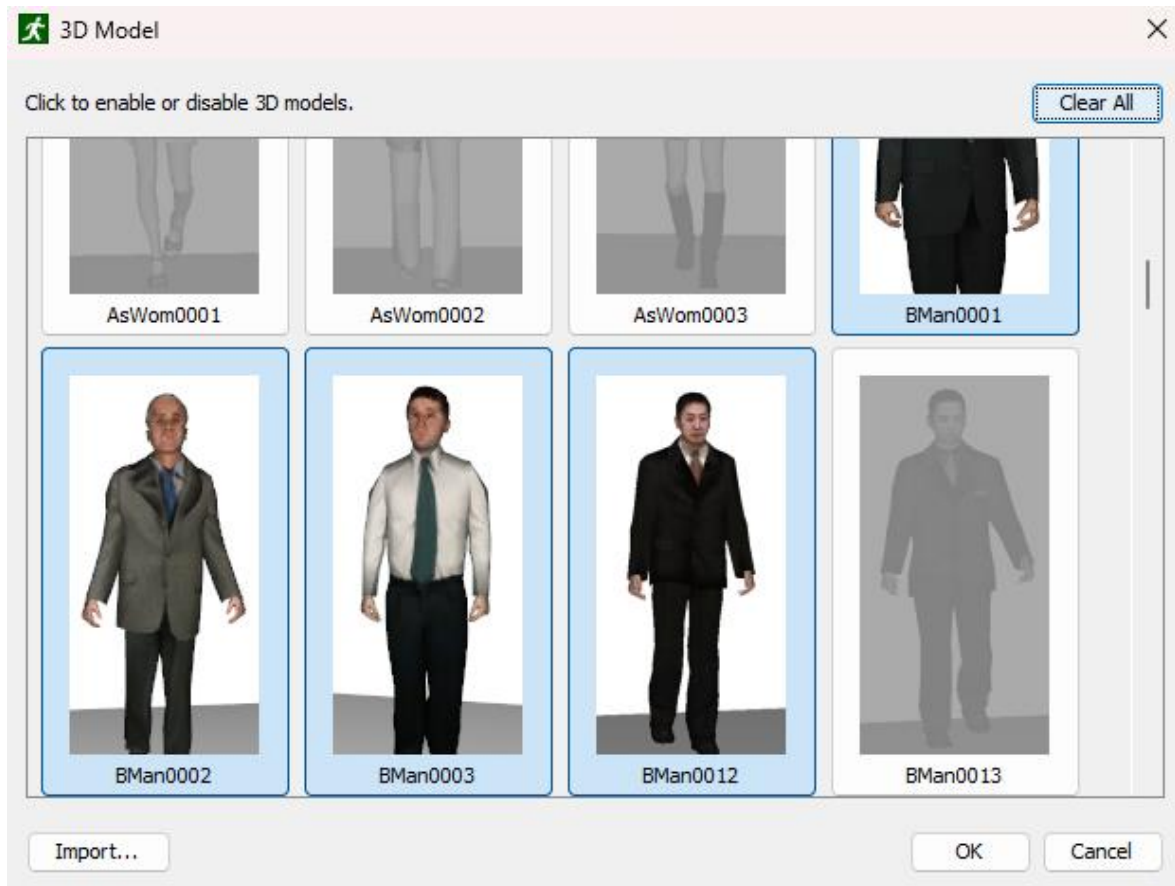 3D Model
Click to enable or disable 3D models.
Clear All
AsWom0001
AsWom0002
AsWom0003
BMan0001
BMan0002
BMan0003
BMan0012
BMan0013
Import...
OK
Cancel